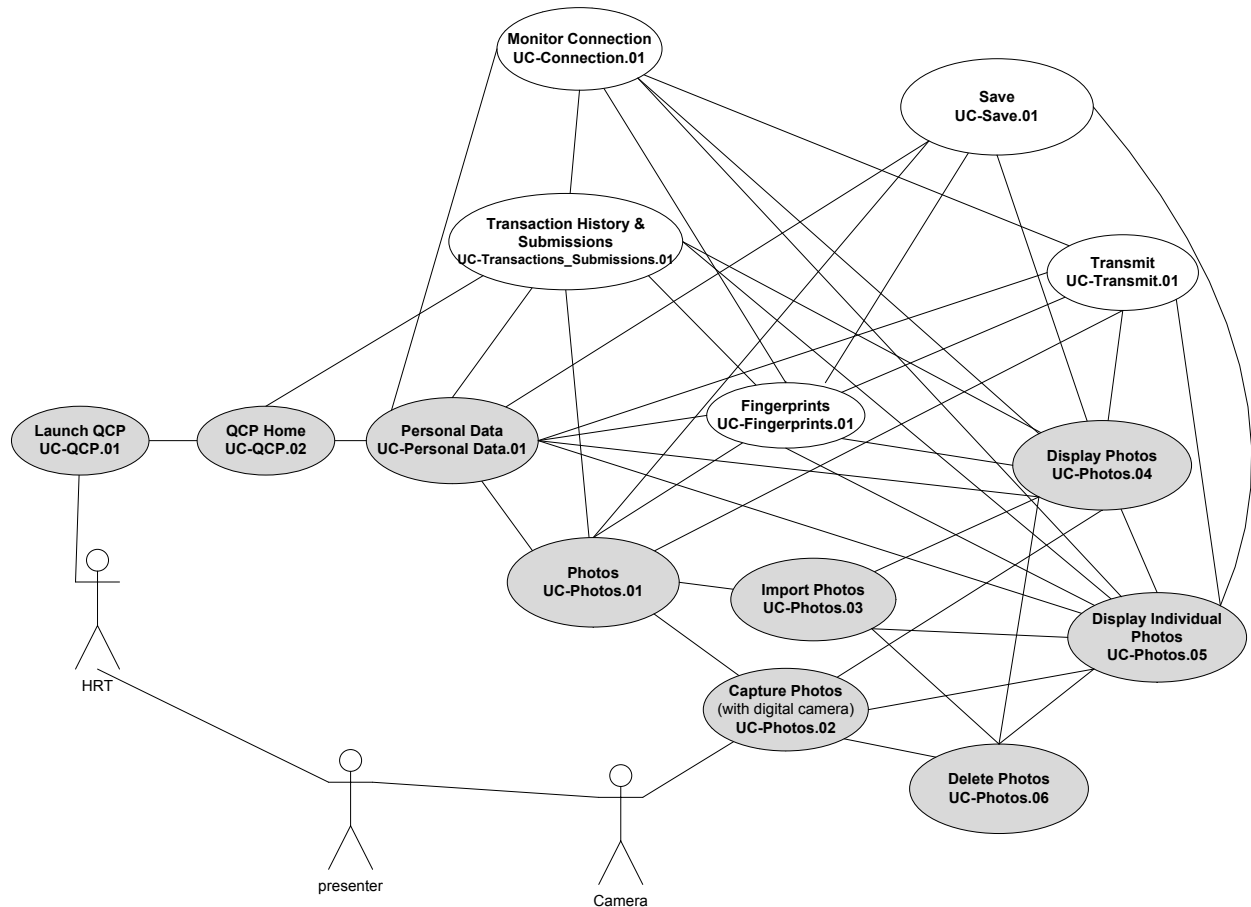 Monitor Connection
UC-Connection.01
Save
UC-Save.01
Transaction History &
Submissions
UC-Transactions_Submissions.01
Transmit
UC-Transmit.01
Launch QCP
UC-QCP.01
QCP Home
UC-QCP.02
Personal Data
UC-Personal Data.01
Fingerprints
UC-Fingerprints.01
Display Photos
UC-Photos.04
Photos
UC-Photos.01
Import Photos
UC-Photos.03
Display Individual
Photos
UC-Photos.05
HRT
Capture Photos
(with digital camera)
UC-Photos.02
Delete Photos
UC-Photos.06
presenter
Camera